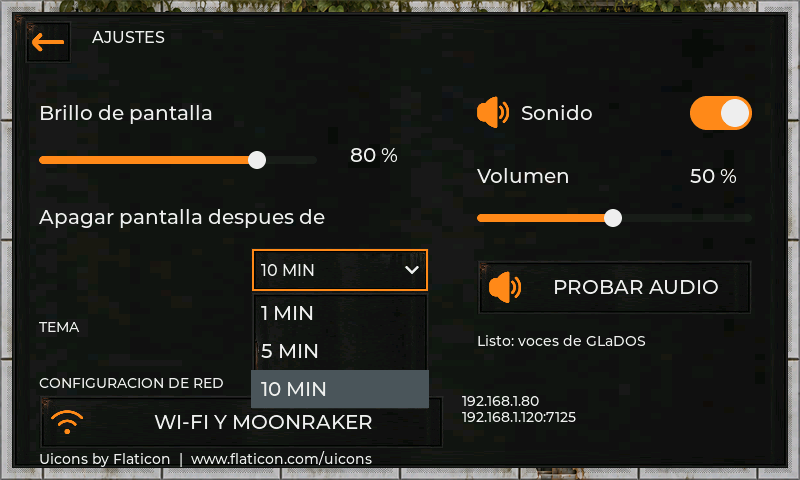 AJUSTES
Brillo de pantalla
80 %
Apagar pantalla despues de
10 MIN
1 MIN
5 MIN
10 MIN
TEMA
CONFIGURACION DE RED
WI-FI Y MOONRAKER
Uicons by Flaticon | www.flaticon.com/uicons
Sonido
Volumen
50 %
PROBAR AUDIO
Listo: voces de GLaDOS
192.168.1.80
192.168.1.120:7125